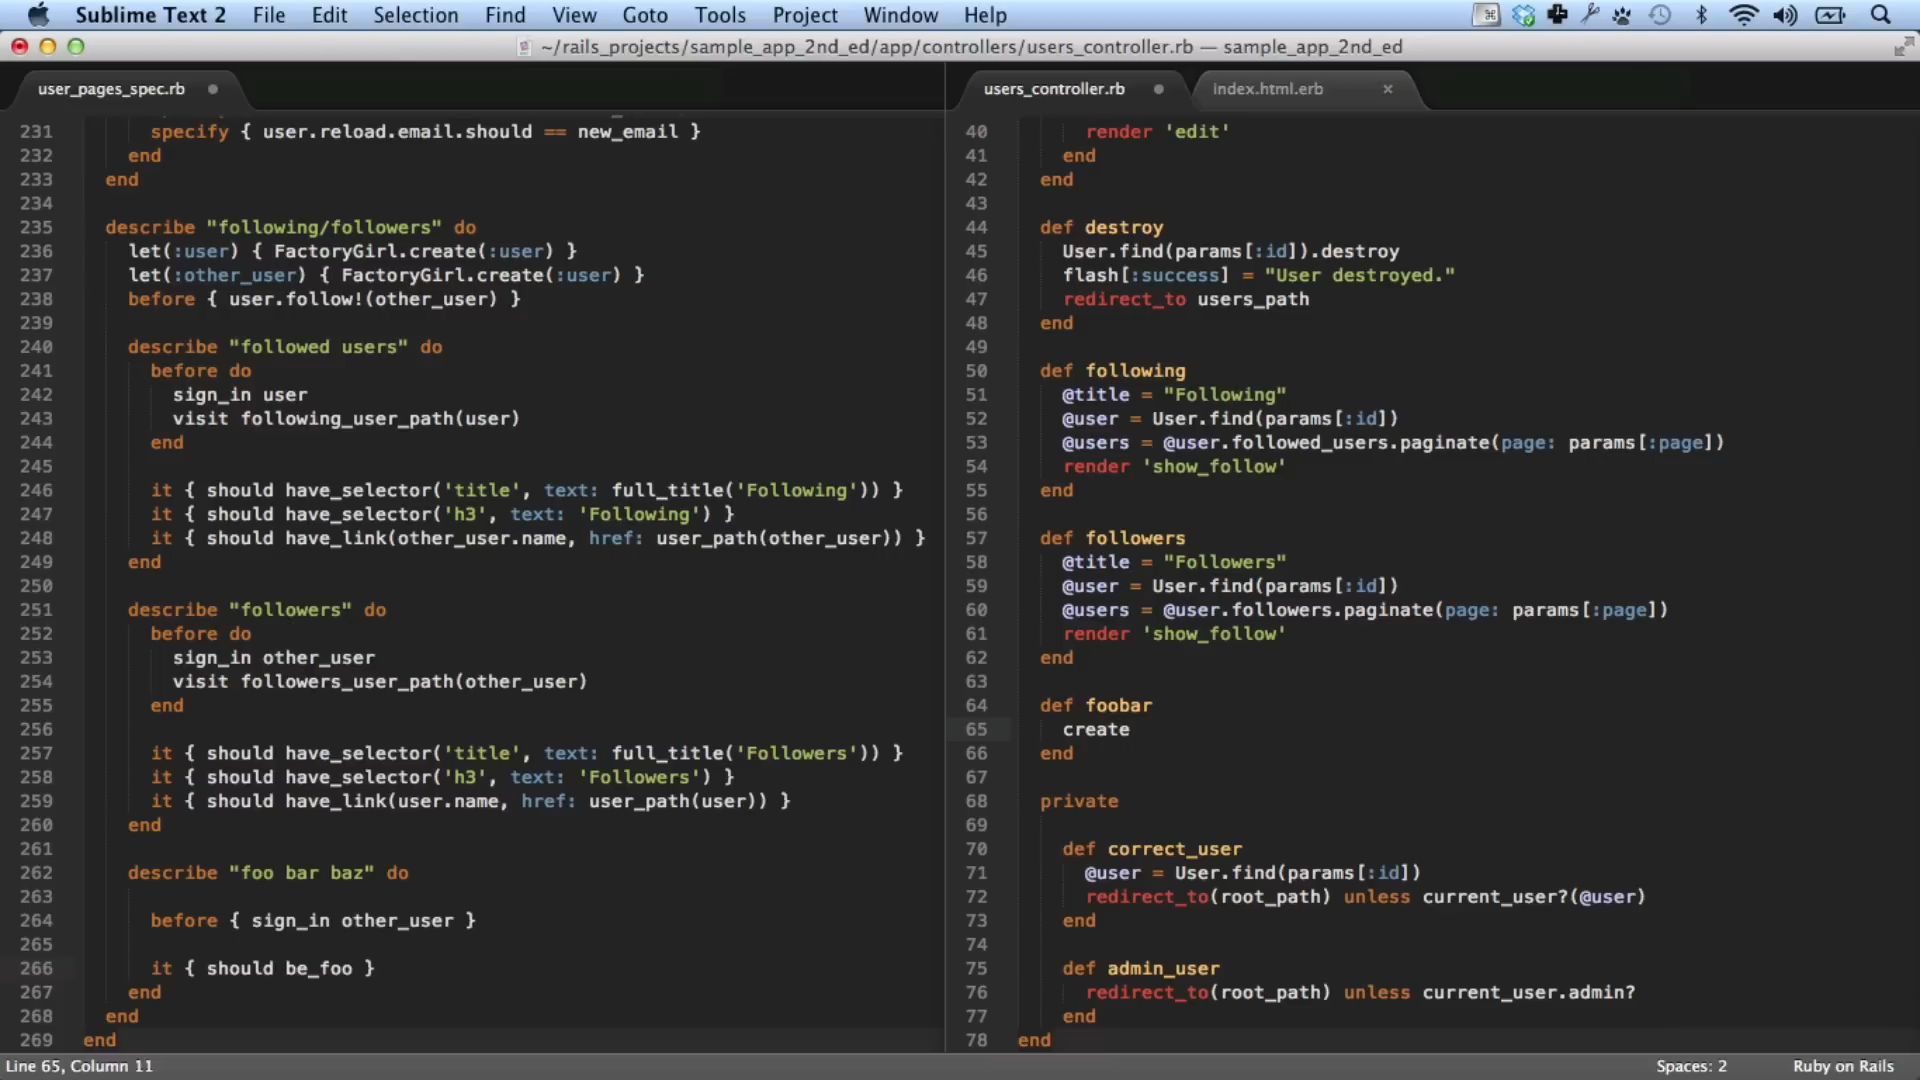 Sublime Text 2 File Edit Selection Find View Goto Tools Project Window Help
~/rails_projects/sample_app_2nd_ed/app/controllers/users_controller.rb — sample_app_2nd_ed
user_pages_spec.rb
231 specify { user.reload.email.should == new_email }
232 end
233 end
234
235 describe "following/followers" do
236 let(:user) { FactoryGirl.create(:user) }
237 let(:other_user) { FactoryGirl.create(:user) }
238 before { user.follow!(other_user) }
239
240 describe "followed users" do
241 before do
242 sign_in user
243 visit following_user_path(user)
244 end
245
246 it { should have_selector('title', text: full_title('Following')) }
247 it { should have_selector('h3', text: 'Following') }
248 it { should have_link(other_user.name, href: user_path(other_user)) }
249 end
250
251 describe "followers" do
252 before do
253 sign_in other_user
254 visit followers_user_path(other_user)
255 end
256
257 it { should have_selector('title', text: full_title('Followers')) }
258 it { should have_selector('h3', text: 'Followers') }
259 it { should have_link(user.name, href: user_path(user)) }
260 end
261
262 describe "foo bar baz" do
263
264 before { sign_in other_user }
265
266 it { should be_foo }
267 end
268 end
269 end
users_controller.rb index.html.erb ×
40 render 'edit'
41 end
42 end
43
44 def destroy
45 User.find(params[:id]).destroy
46 flash[:success] = "User destroyed."
47 redirect_to users_path
48 end
49
50 def following
51 @title = "Following"
52 @user = User.find(params[:id])
53 @users = @user.followed_users.paginate(page: params[:page])
54 render 'show_follow'
55 end
56
57 def followers
58 @title = "Followers"
59 @user = User.find(params[:id])
60 @users = @user.followers.paginate(page: params[:page])
61 render 'show_follow'
62 end
63
64 def foobar
65 create
66 end
67
68 private
69
70 def correct_user
71 @user = User.find(params[:id])
72 redirect_to(root_path) unless current_user?(@user)
73 end
74
75 def admin_user
76 redirect_to(root_path) unless current_user.admin?
77 end
78 end
Line 65, Column 11
Spaces: 2 Ruby on Rails